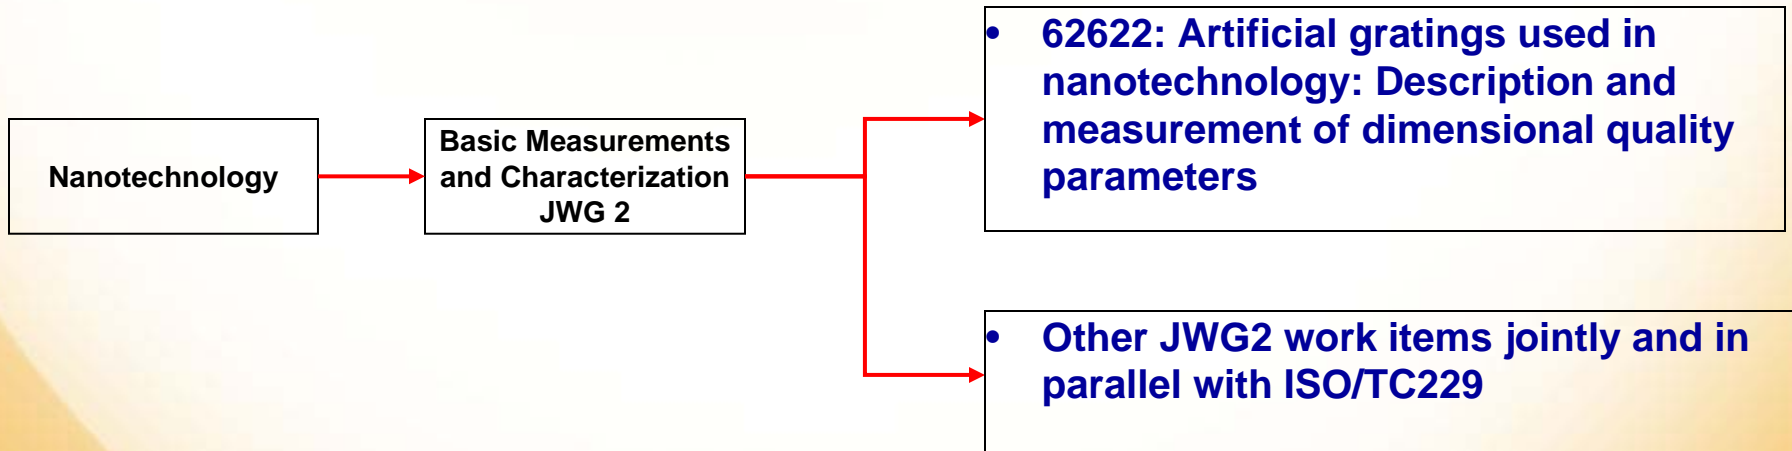 Nanotechnology
Basic Measurements
and Characterization
JWG 2
• 62622: Artificial gratings used in
nanotechnology: Description and
measurement of dimensional quality
parameters
• Other JWG2 work items jointly and in
parallel with ISO/TC229